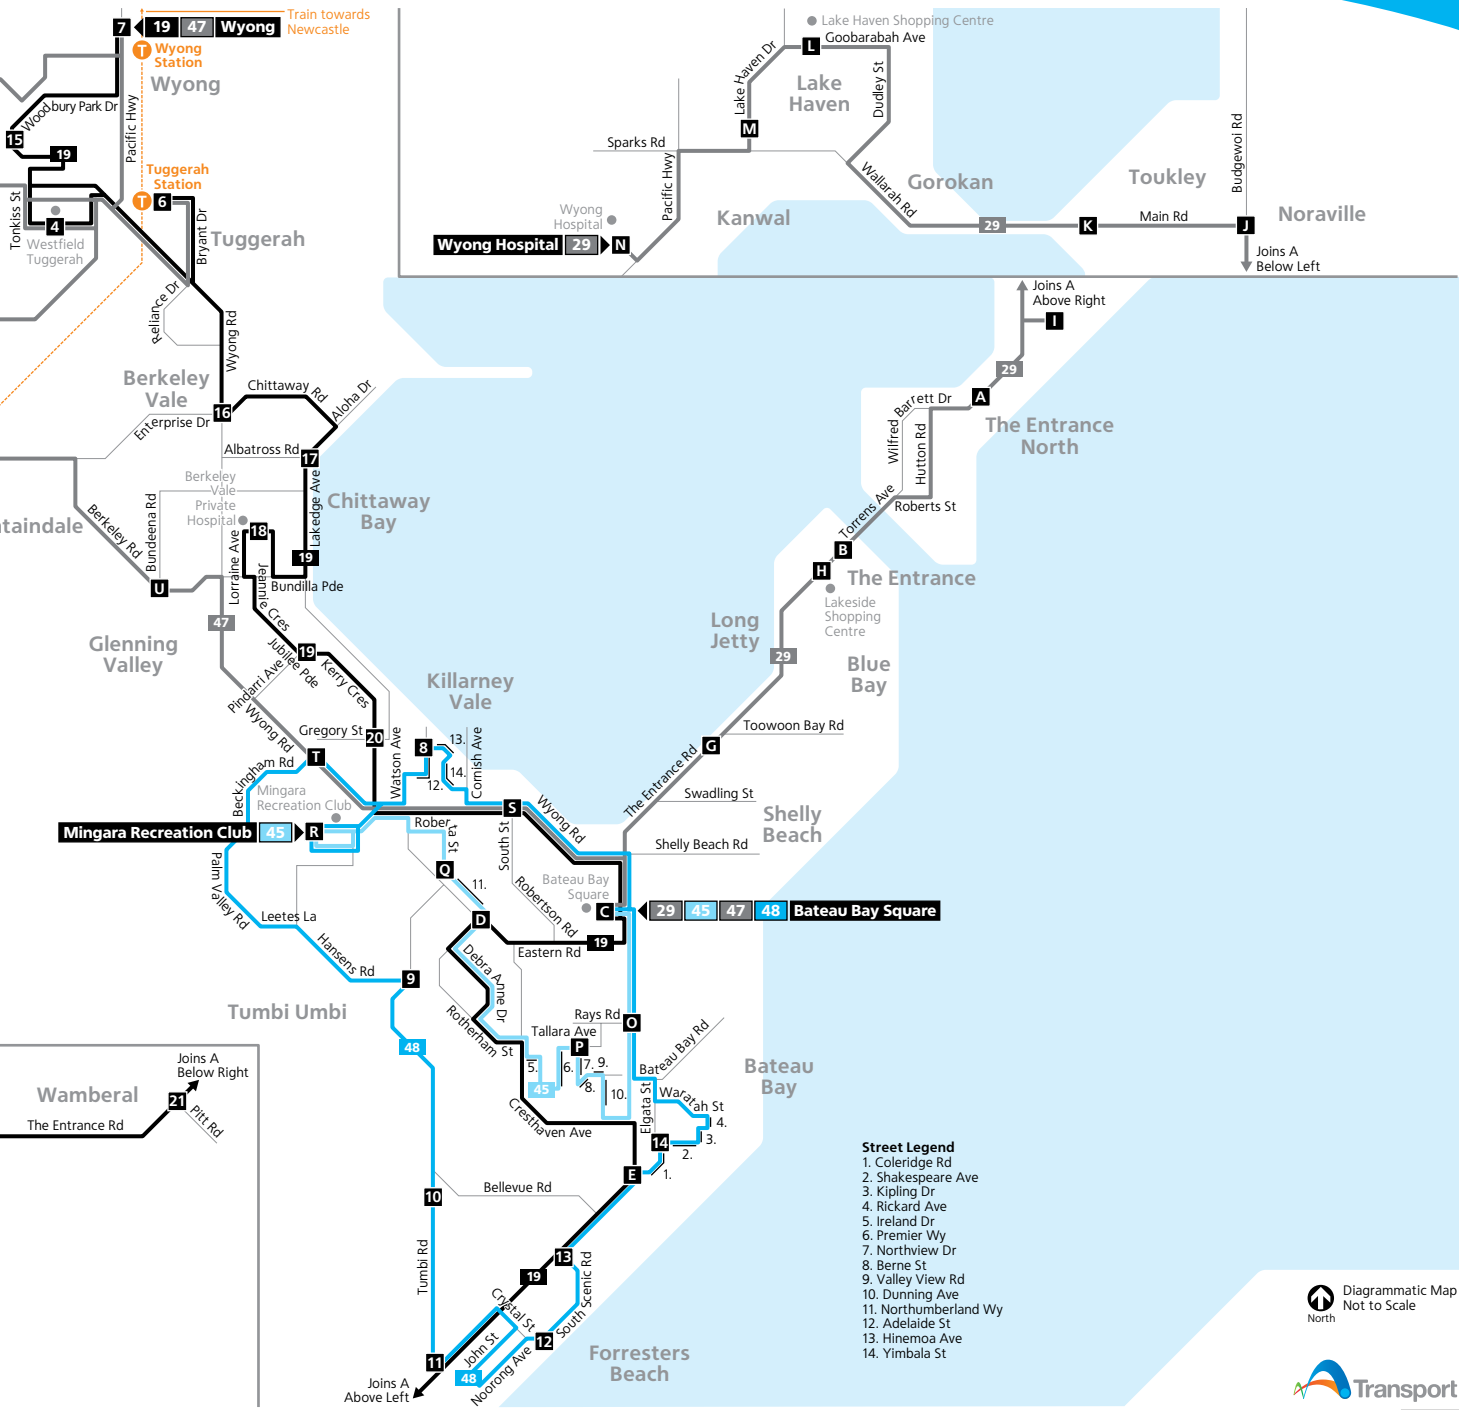 7
19
47
Wyong
Train towards
Newcastle
T
Wyong
Station
Wyong
bury Park Dr
Wood
15
19
Pacific Hwy
Tuggerah
Station
T
6
Tonkiss St
4
Westfield
Tuggerah
Bryant Dr
Tuggerah
Reliance Dr
Wyong Rd
Lake Haven Shopping Centre
L
Goobarabah Ave
Lake Haven Dr
Lake
Haven
Dudley St
M
Sparks Rd
Pacific Hwy
Wallarah Rd
Gorokan
Toukley
Budgewoi Rd
Wyong
Hospital
Kanwal
29
K
Main Rd
J
Noraville
Wyong Hospital
29
N
Joins A
Below Left
Joins A
Above Right
I
29
Barrett Dr
A
Wilfred
Hutton Rd
The Entrance
North
Torrens Ave
Roberts St
B
H
The Entrance
Lakeside
Shopping
Centre
Long
Jetty
29
Blue
Bay
Toowoon Bay Rd
G
The Entrance Rd
Swadling St
Shelly
Beach
Shelly Beach Rd
Berkeley
Vale
Chittaway
Rd
Aloha Dr
16
Enterprise Dr
Albatross Rd
17
Berkeley
Vale
Private
Hospital
Lakedge Ave
Chittaway
Bay
taindale
Berkeley Rd
Bundeena Rd
18
19
Lorraine Ave
Jeannie
Cres
Bundilla Pde
U
47
Glenning
Valley
19
Jubilee Pde
Kerry Cres
Pindarri Ave
Wyong Rd
Killarney
Vale
Gregory St
20
Watson Ave
8
13.
14.
12.
Cornish Ave
T
Beckingham Rd
Mingara
Recreation Club
Mingara Recreation Club
45
R
Rober
ta St
S
Wyong Rd
South St
Palm Valley Rd
Q
11.
Bateau Bay
Square
C
29
45
47
48
Bateau Bay Square
Leetes La
D
Robertson Rd
19
Eastern Rd
Hansens Rd
9
Debra Anne Dr
Tumbi Umbi
Rotherham St
Rays Rd
O
Tallara Ave
P
Bateau Bay Rd
48
5.
6.
7.
9.
45
8.
10.
Bateau
Bay
Elgata St
Waratah St
4.
3.
2.
14
1.
Cresthaven Ave
E
Bellevue Rd
10
Tumbi Rd
13
19
South Scenic Rd
Crystal St
12
John St
11
48
Noorong Ave
Forresters
Beach
Joins A
Above Left
Joins A
Below Right
Wamberal
21
The Entrance Rd
Pitt Rd
Street Legend
1. Coleridge Rd
2. Shakespeare Ave
3. Kipling Dr
4. Rickard Ave
5. Ireland Dr
6. Premier Wy
7. Northview Dr
8. Berne St
9. Valley View Rd
10. Dunning Ave
11. Northumberland Wy
12. Adelaide St
13. Hinemoa Ave
14. Yimbala St
North
Diagrammatic Map
Not to Scale
Transport